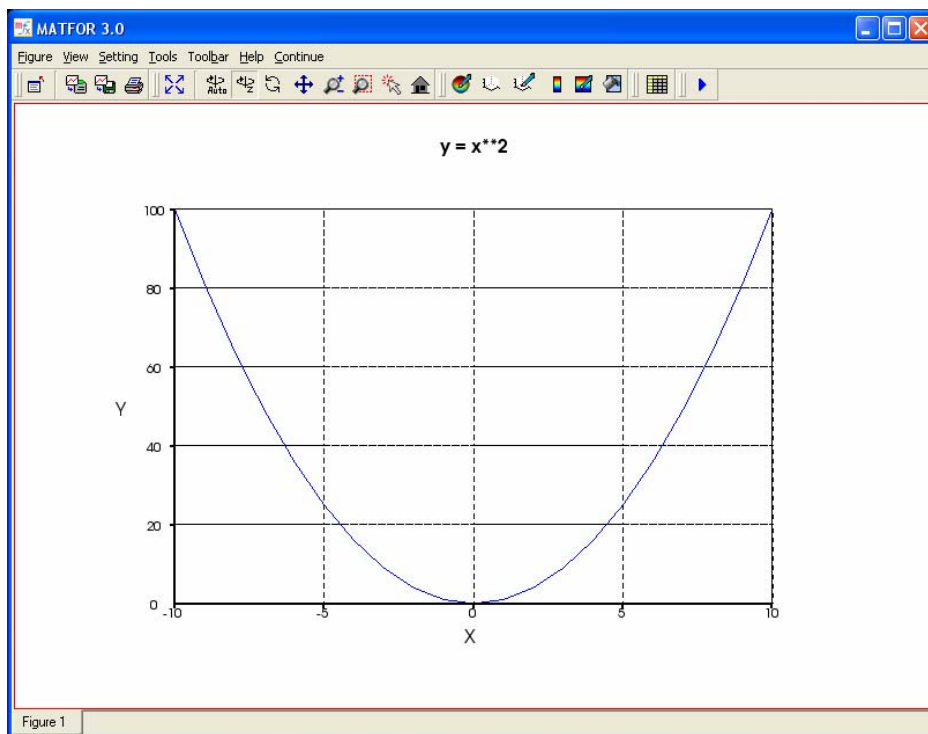 MATFOR 3.0
Figure View Setting Tools Toolbar Help Continue
Auto
y = x**2
100
80
60
Y
40
20
0
-10 -5 0 5 10
X
Figure 1